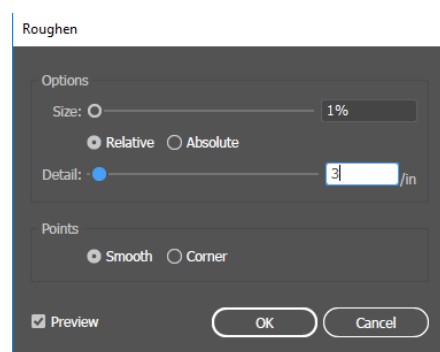 Roughen
Options
Size: 1%
Relative Absolute
Detail: 3 /in
Points
Smooth Corner
Preview OK Cancel